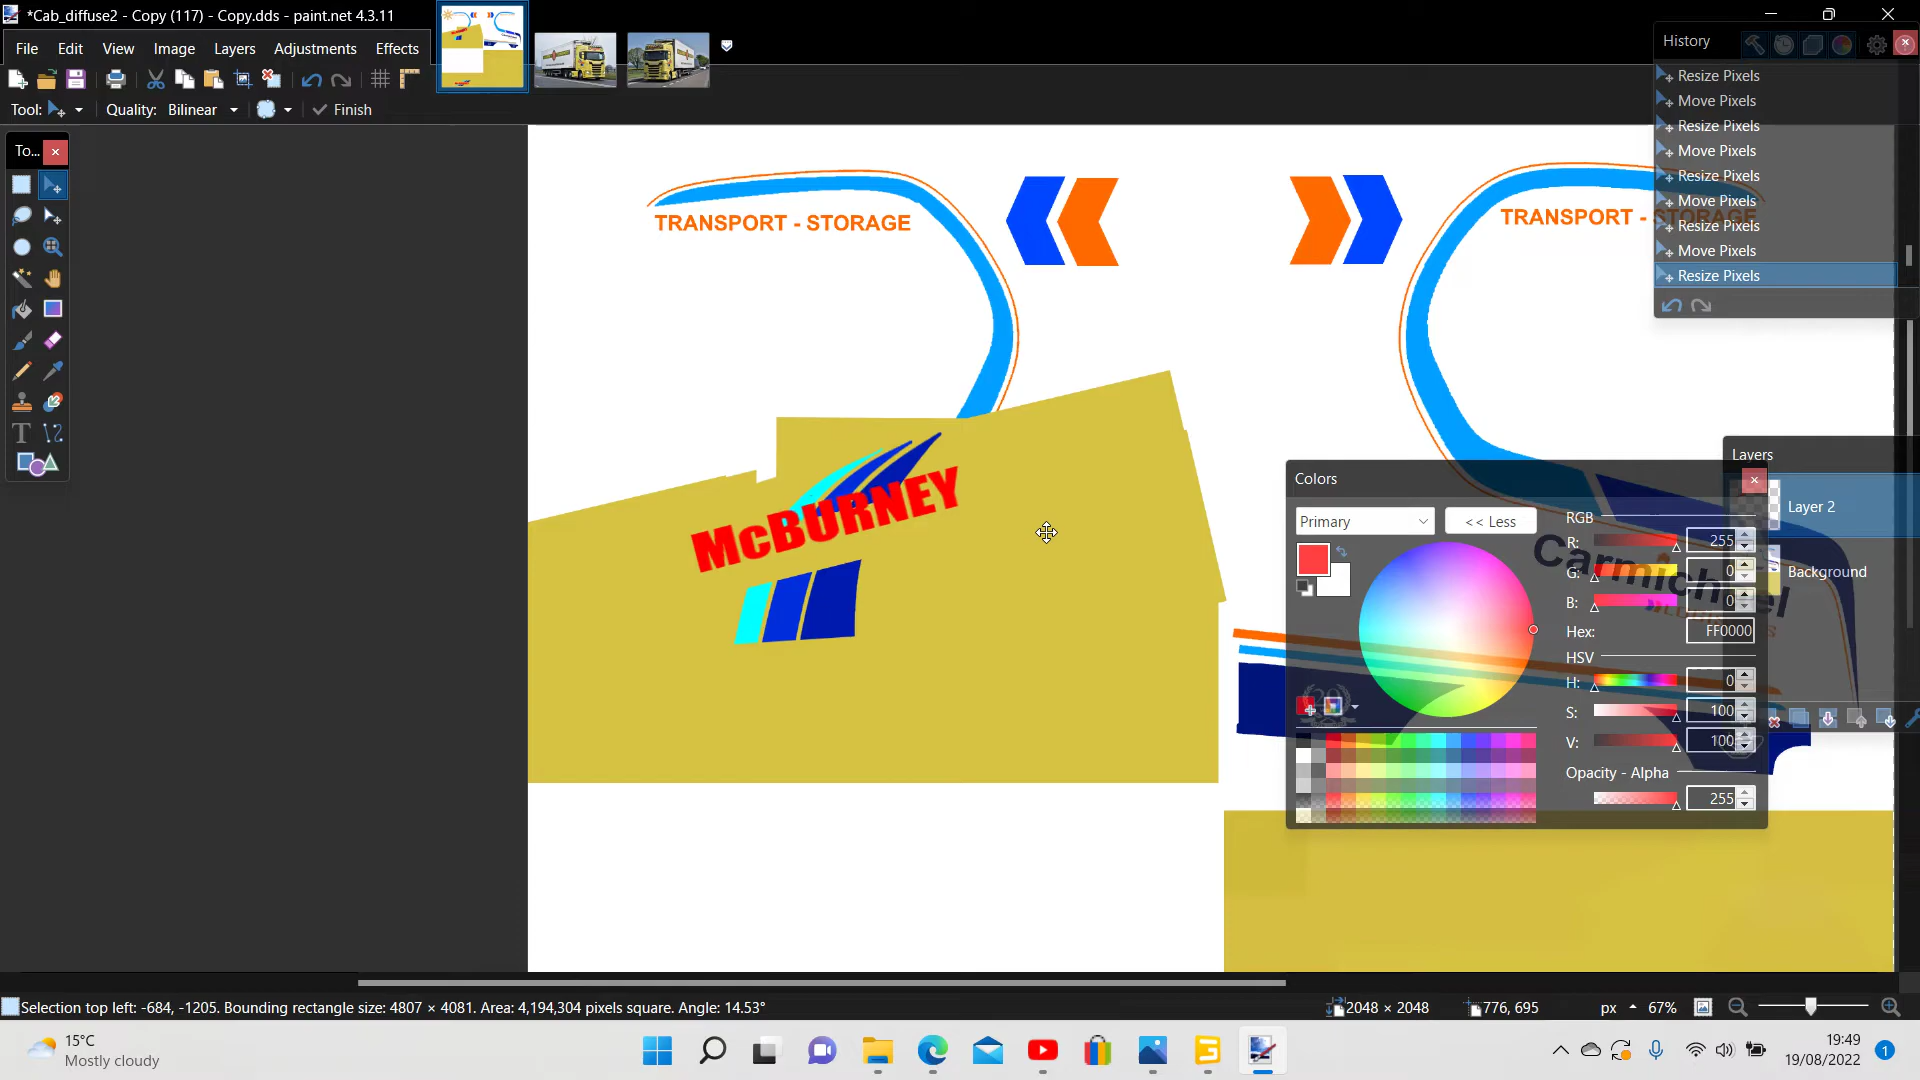 *Cab_diffuse2 - Copy (117) - Copy.dds - paint.net 4.3.11
File Edit View Image Layers Adjustments Effects
Tool: Quality: Bilinear Finish
To...
History
Resize Pixels
Move Pixels
Resize Pixels
Move Pixels
Resize Pixels
Move Pixels
Resize Pixels
Move Pixels
Resize Pixels
TRANSPORT - STORAGE
TRANSPORT - STORAGE
McBURNEY
Carmichael
Layers
Layer 2
Background
Colors
Primary
<< Less
RGB
R: 255
G: 0
B: 0
Hex: FF0000
HSV
H: 0
S: 100
V: 100
Opacity - Alpha
255
Selection top left: -684, -1205. Bounding rectangle size: 4807 × 4081. Area: 4,194,304 pixels square. Angle: 14.53°
2048 × 2048
776, 695
px
67%
15°C
Mostly cloudy
19:49
19/08/2022
1